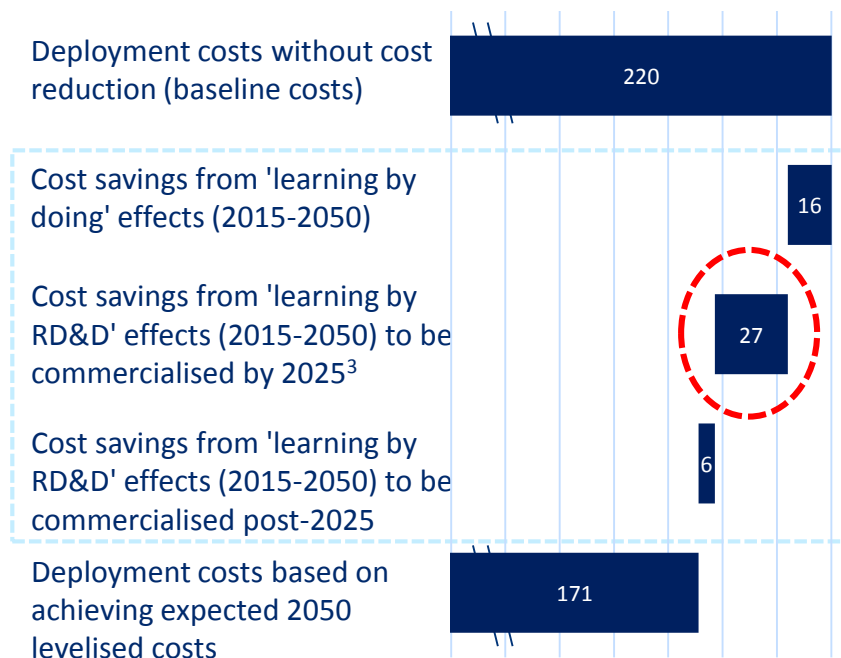 Deployment costs without cost
reduction (baseline costs)
220
Cost savings from 'learning by
doing' effects (2015-2050)
16
Cost savings from 'learning by
RD&D' effects (2015-2050) to be
commercialised by 2025³
27
Cost savings from 'learning by
RD&D' effects (2015-2050) to be
commercialised post-2025
6
Deployment costs based on
achieving expected 2050
levelised costs
171